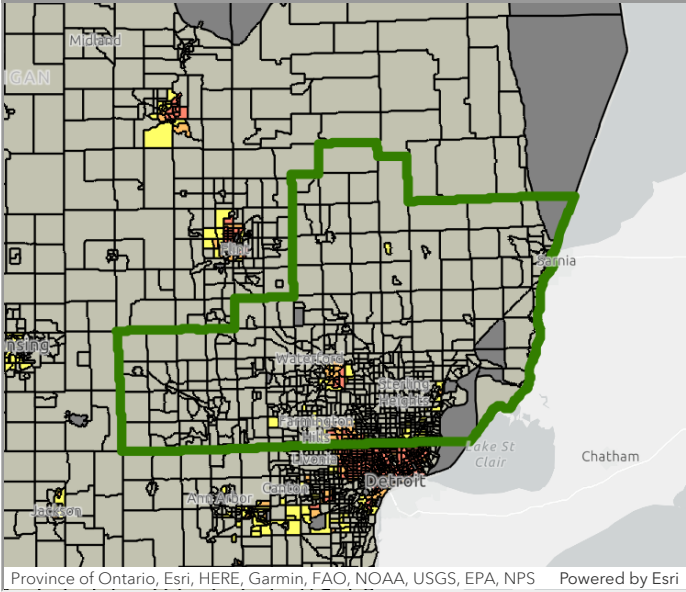 Midland
IGAN
Flint
Sarnia
nsing
Waterford
Sterling
Heights
Farmington
Hills
Livonia
Lake St
Clair
Canton
Detroit
Chatham
Ann Arbor
Jackson
Province of Ontario, Esri, HERE, Garmin, FAO, NOAA, USGS, EPA, NPS Powered by Esri